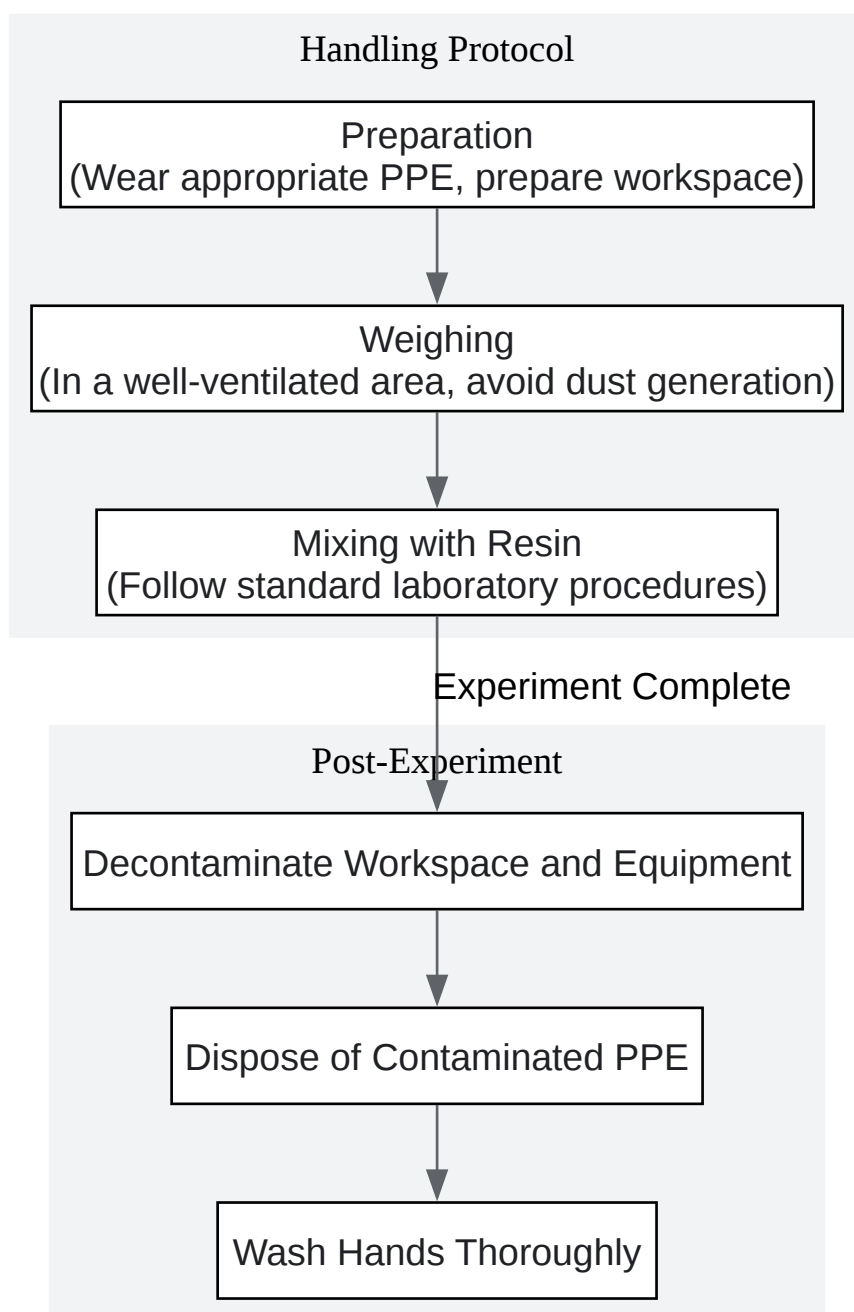 Handling Protocol
Preparation
(Wear appropriate PPE, prepare workspace)
Weighing
(In a well-ventilated area, avoid dust generation)
Mixing with Resin
(Follow standard laboratory procedures)
Experiment Complete
Post-Experiment
Decontaminate Workspace and Equipment
Dispose of Contaminated PPE
Wash Hands Thoroughly